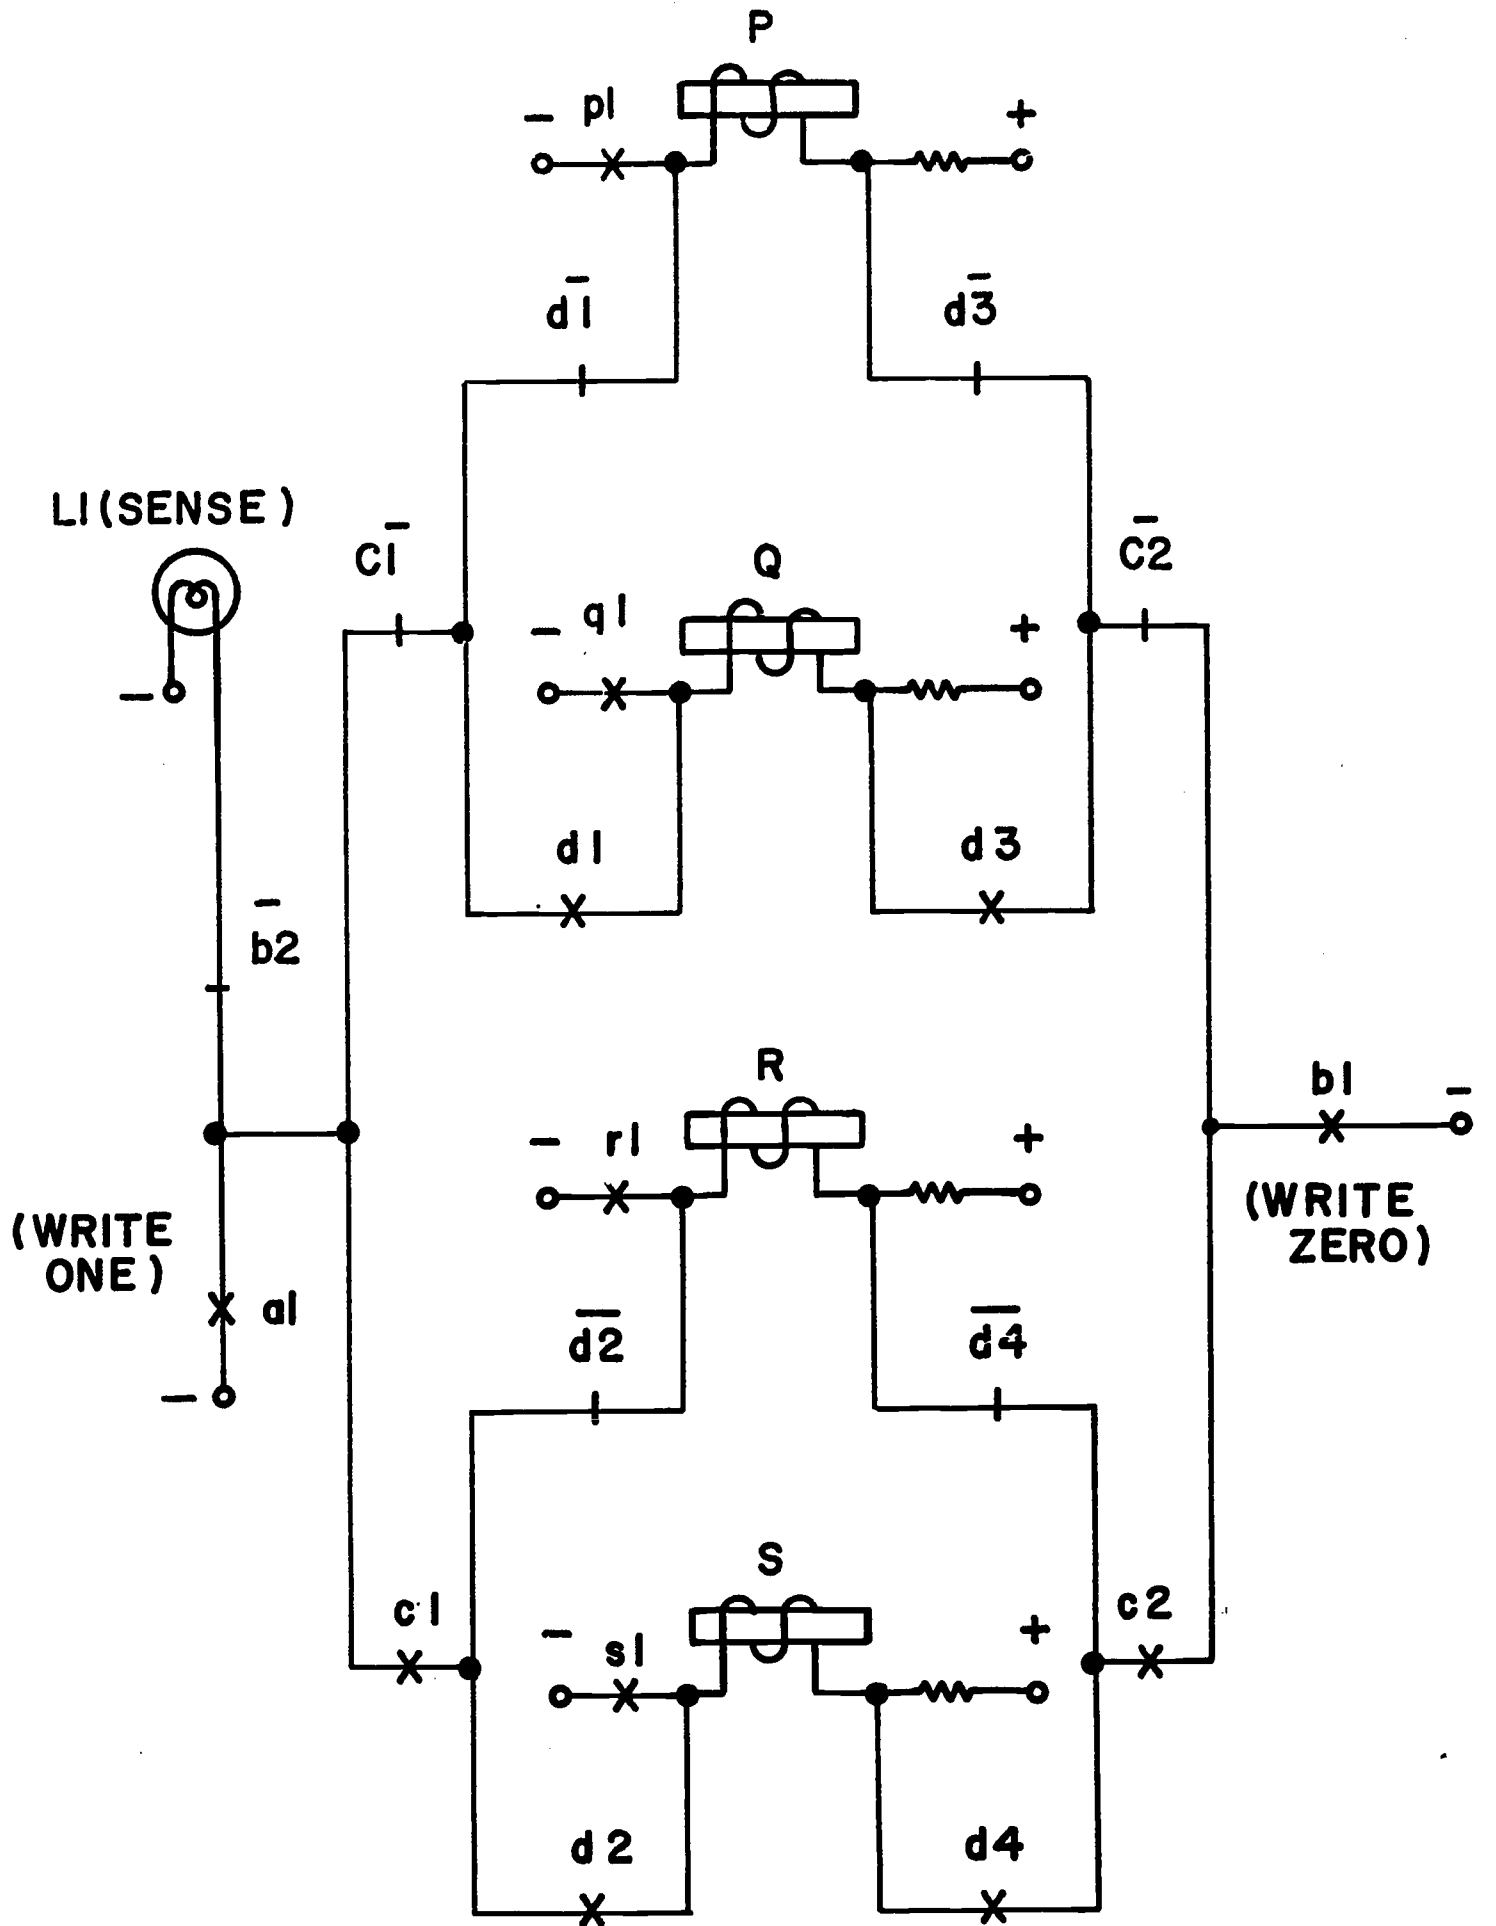 P
p1
-
+
d1̄
d3̄
L1(SENSE)
C1̄
C̄2
Q
q1
-
+
-
d1
d3
b̄2
R
b1
-
r1
-
+
(WRITE
ONE)
(WRITE
ZERO)
a1
-
d̅2̅
d̅4̅
S
c1
c2
-
s1
+
d2
d4